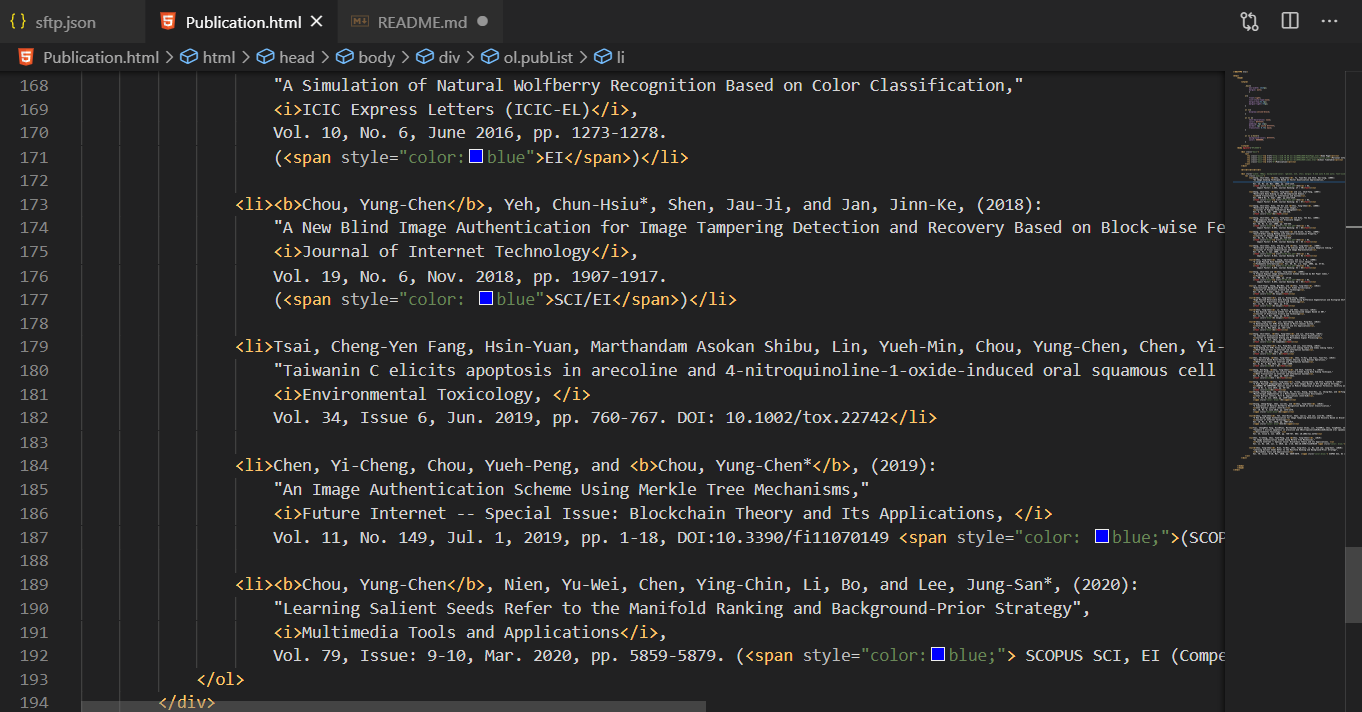 { } sftp.json
Publication.html
README.md
Publication.html > html > head > body > div > ol.pubList > li
168 "A Simulation of Natural Wolfberry Recognition Based on Color Classification,"
169 <i>ICIC Express Letters (ICIC-EL)</i>,
170 Vol. 10, No. 6, June 2016, pp. 1273-1278.
171 (<span style="color:blue">EI</span>)</li>
172
173 <li><b>Chou, Yung-Chen</b>, Yeh, Chun-Hsiu*, Shen, Jau-Ji, and Jan, Jinn-Ke, (2018):
174 "A New Blind Image Authentication for Image Tampering Detection and Recovery Based on Block-wise Fe
175 <i>Journal of Internet Technology</i>,
176 Vol. 19, No. 6, Nov. 2018, pp. 1907-1917.
177 (<span style="color: blue">SCI/EI</span>)</li>
178
179 <li>Tsai, Cheng-Yen Fang, Hsin-Yuan, Marthandam Asokan Shibu, Lin, Yueh-Min, Chou, Yung-Chen, Chen, Yi-
180 "Taiwanin C elicits apoptosis in arecoline and 4-nitroquinoline-1-oxide-induced oral squamous cell
181 <i>Environmental Toxicology, </i>
182 Vol. 34, Issue 6, Jun. 2019, pp. 760-767. DOI: 10.1002/tox.22742</li>
183
184 <li>Chen, Yi-Cheng, Chou, Yueh-Peng, and <b>Chou, Yung-Chen*</b>, (2019):
185 "An Image Authentication Scheme Using Merkle Tree Mechanisms,"
186 <i>Future Internet -- Special Issue: Blockchain Theory and Its Applications, </i>
187 Vol. 11, No. 149, Jul. 1, 2019, pp. 1-18, DOI:10.3390/fi11070149 <span style="color: blue;">(SCOP
188
189 <li><b>Chou, Yung-Chen</b>, Nien, Yu-Wei, Chen, Ying-Chin, Li, Bo, and Lee, Jung-San*, (2020):
190 "Learning Salient Seeds Refer to the Manifold Ranking and Background-Prior Strategy",
191 <i>Multimedia Tools and Applications</i>,
192 Vol. 79, Issue: 9-10, Mar. 2020, pp. 5859-5879. (<span style="color:blue;"> SCOPUS SCI, EI (Compe
193 </ol>
194 </div>